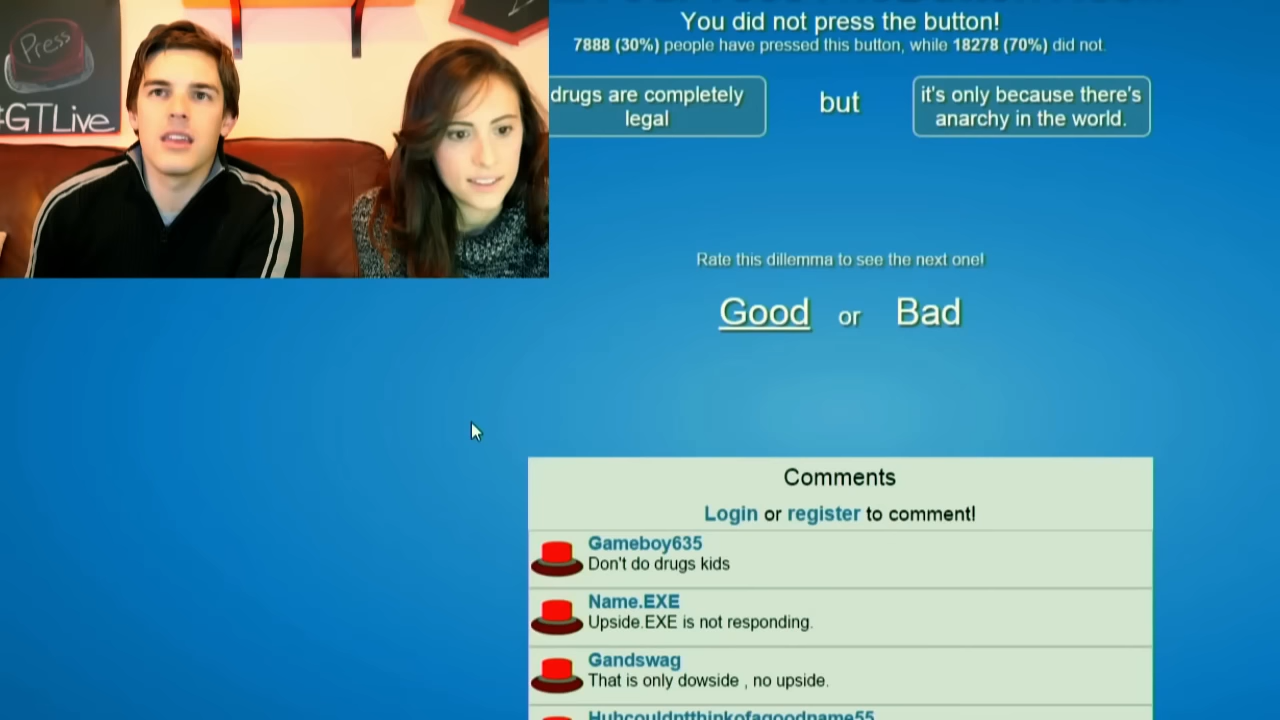 Press
#GTLive
You did not press the button!
7888 (30%) people have pressed this button, while 18278 (70%) did not.
drugs are completely
legal
but
it's only because there's
anarchy in the world.
Rate this dillemma to see the next one!
Good or Bad
Comments
Login or register to comment!
Gameboy635
Don't do drugs kids
Name.EXE
Upside.EXE is not responding.
Gandswag
That is only dowside , no upside.
Huhcouldntthinkofagoodname55